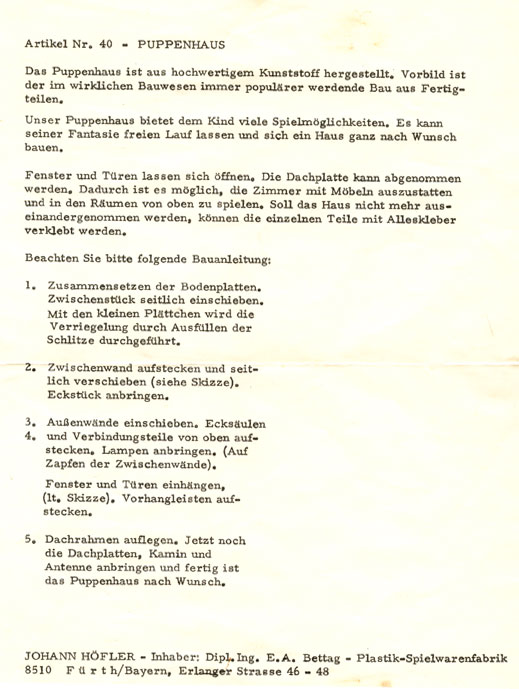 Artikel Nr. 40 - PUPPENHAUS
Das Puppenhaus ist aus hochwertigem Kunststoff hergestellt. Vorbild ist
der im wirklichen Bauwesen immer populärer werdende Bau aus Fertig-
teilen.
Unser Puppenhaus bietet dem Kind viele Spielmöglichkeiten. Es kann
seiner Fantasie freien Lauf lassen und sich ein Haus ganz nach Wunsch
bauen.
Fenster und Türen lassen sich öffnen. Die Dachplatte kann abgenommen
werden. Dadurch ist es möglich, die Zimmer mit Möbeln auszustatten
und in den Räumen von oben zu spielen. Soll das Haus nicht mehr aus-
einandergenommen werden, können die einzelnen Teile mit Alleskleber
verklebt werden.
Beachten Sie bitte folgende Bauanleitung:
1. Zusammensetzen der Bodenplatten.
Zwischenstück seitlich einschieben.
Mit den kleinen Plättchen wird die
Verriegelung durch Ausfüllen der
Schlitze durchgeführt.
2. Zwischenwand aufstecken und seit-
lich verschieben (siehe Skizze).
Eckstück anbringen.
3. Außenwände einschieben. Ecksäulen
4. und Verbindungsteile von oben auf-
stecken. Lampen anbringen. (Auf
Zapfen der Zwischenwände).
Fenster und Türen einhängen.
(lt. Skizze). Vorhangleisten auf-
stecken.
5. Dachrahmen auflegen. Jetzt noch
die Dachplatten, Kamin und
Antenne anbringen und fertig ist
das Puppenhaus nach Wunsch.
JOHANN HÖFLER - Inhaber: Dipl. Ing. E.A. Bettag - Plastik-Spielwarenfabrik
8510 F ü r t h/Bayern, Erlanger Strasse 46 - 48